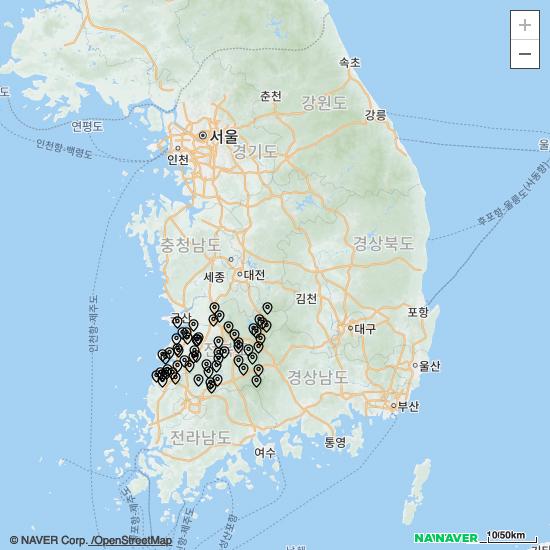 +
−
속초
춘천
강원도
강릉
도
연평도
서울
인천항-백령도
인천
경기도
울
후포항-울릉도(사동항)
충청남도
경상북도
세종
대전
인천항-제주도
김천
군산
포항
대구
울산
경상남도
부산
전라남도
통영
여수
10/50km
© NAVER Corp. /OpenStreetMap
NAVER